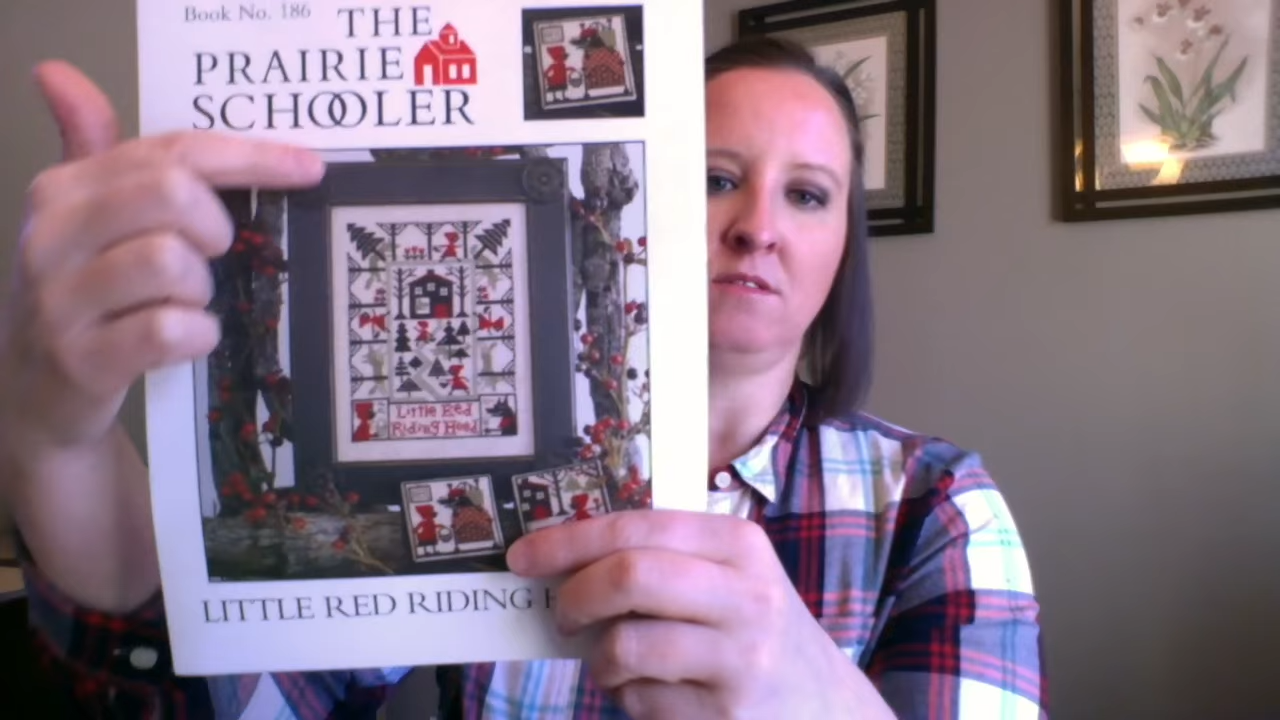 Book No. 186
THE
PRAIRIE
SCHOOLER
Little Red
Riding Hood
LITTLE RED RIDING